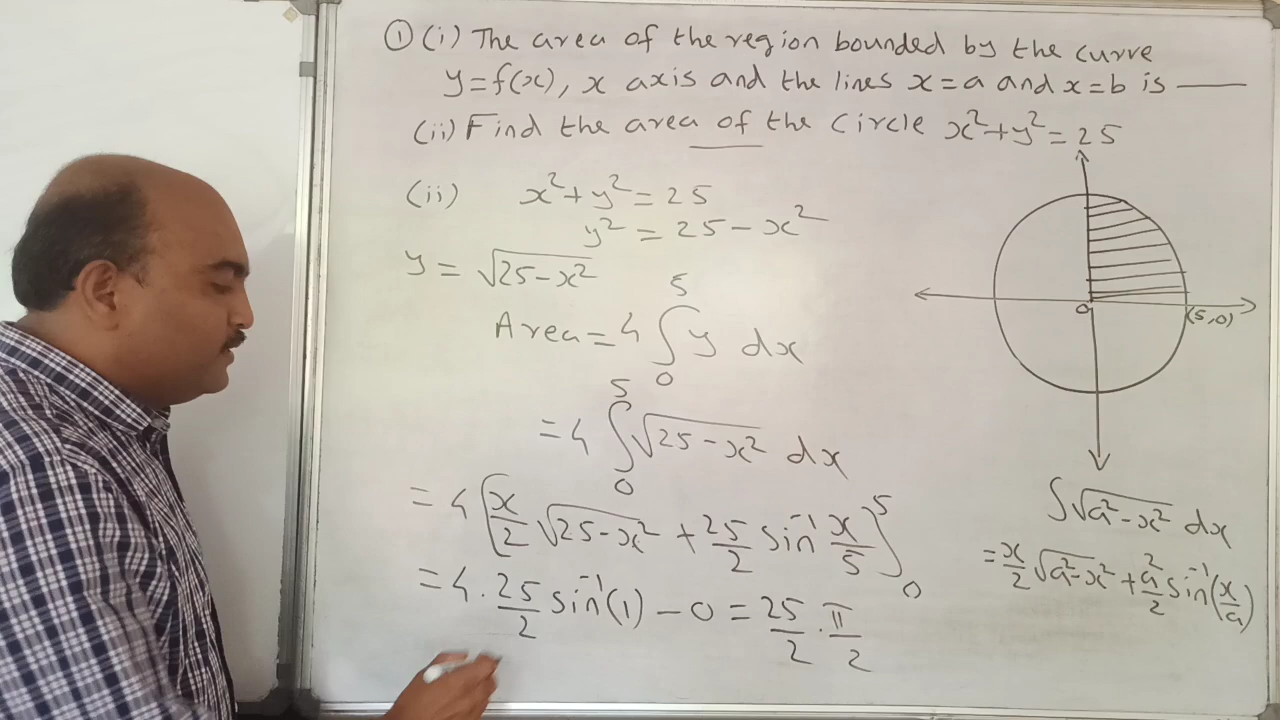 ① (i) The area of the region bounded by the curve
y=f(x), x axis and the lines x=a and x=b is ———
(ii) Find the area of the circle x²+y²=25
(ii) x²+y²=25
y² = 25-x²
y = √25-x²
Area = 4 ∫₀⁵ y dx
= 4 ∫₀⁵ √25-x² dx
= 4 [x/2 √25-x² + 25/2 sin⁻¹ x/5]₀⁵
= 4 . 25/2 sin⁻¹(1) - 0 = 25/2 . π/2
0
(5,0)
∫√a²-x² dx
= x/2 √a²-x² + a²/2 sin⁻¹(x/a)